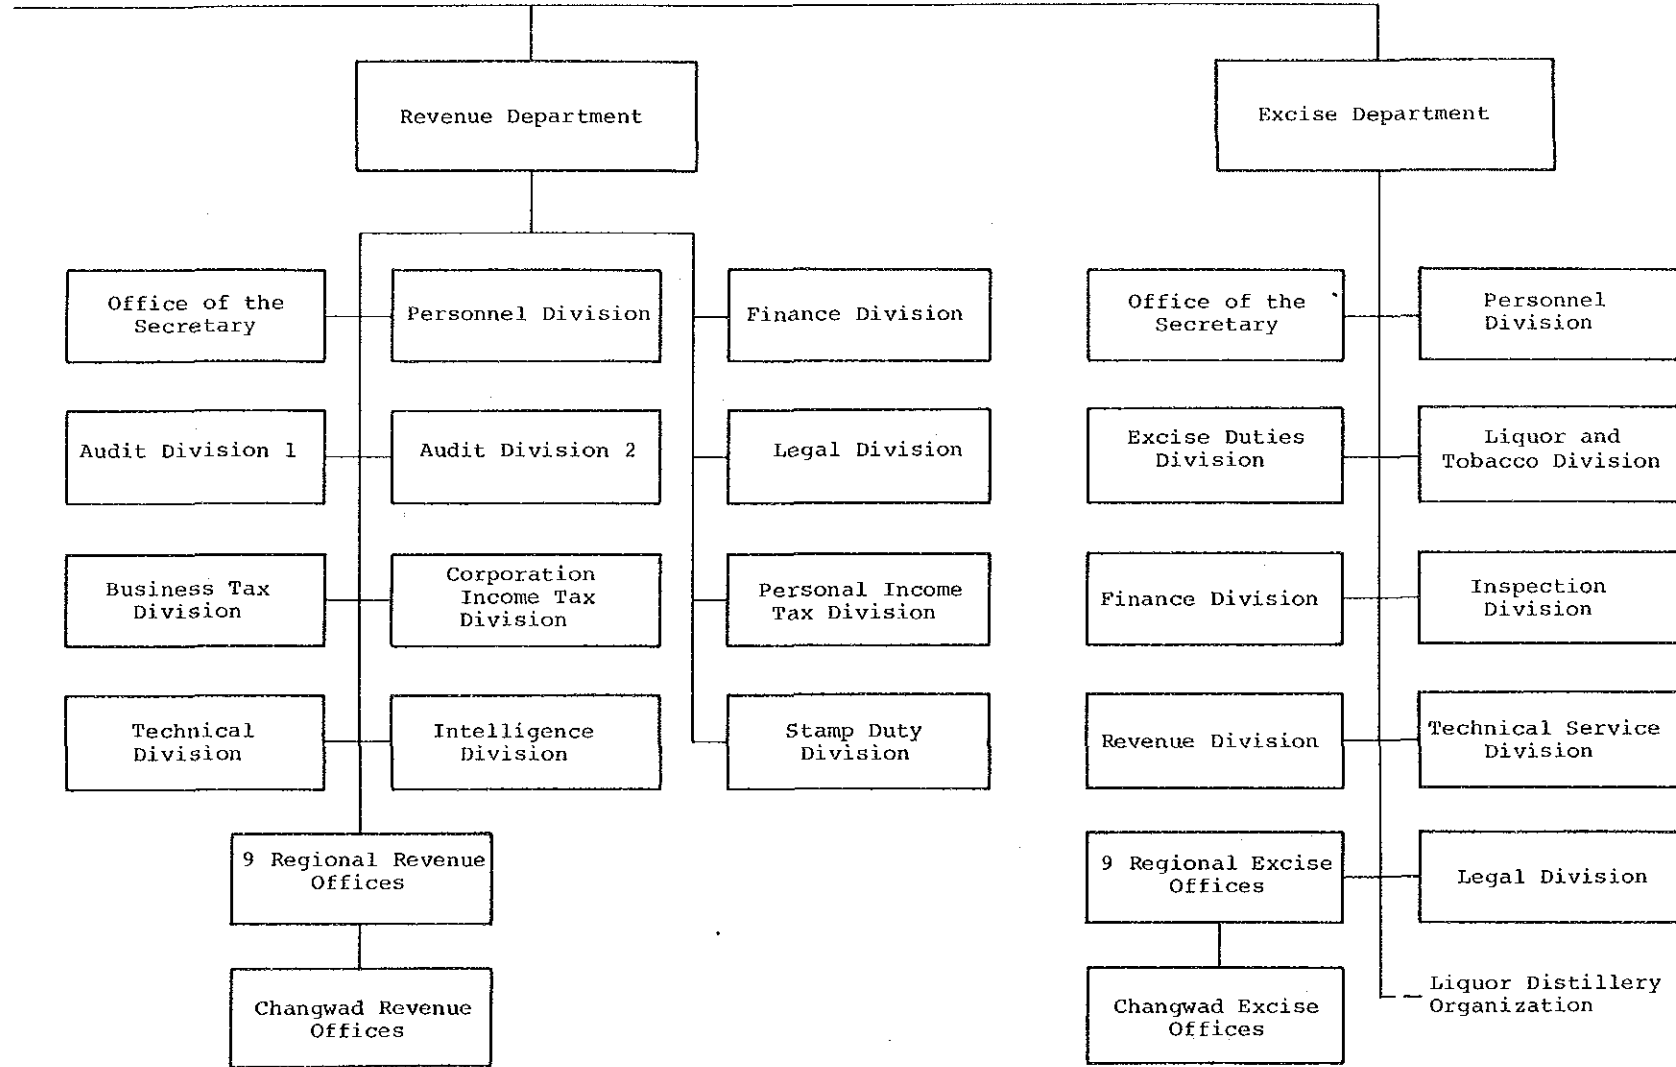 Revenue Department
Excise Department
Office of the
Secretary
Personnel Division
Finance Division
Office of the
Secretary
Personnel
Division
Audit Division 1
Audit Division 2
Legal Division
Excise Duties
Division
Liquor and
Tobacco Division
Business Tax
Division
Corporation
Income Tax
Division
Personal Income
Tax Division
Finance Division
Inspection
Division
Technical
Division
Intelligence
Division
Stamp Duty
Division
Revenue Division
Technical Service
Division
9 Regional Revenue
Offices
9 Regional Excise
Offices
Legal Division
Changwad Revenue
Offices
Changwad Excise
Offices
Liquor Distillery
Organization